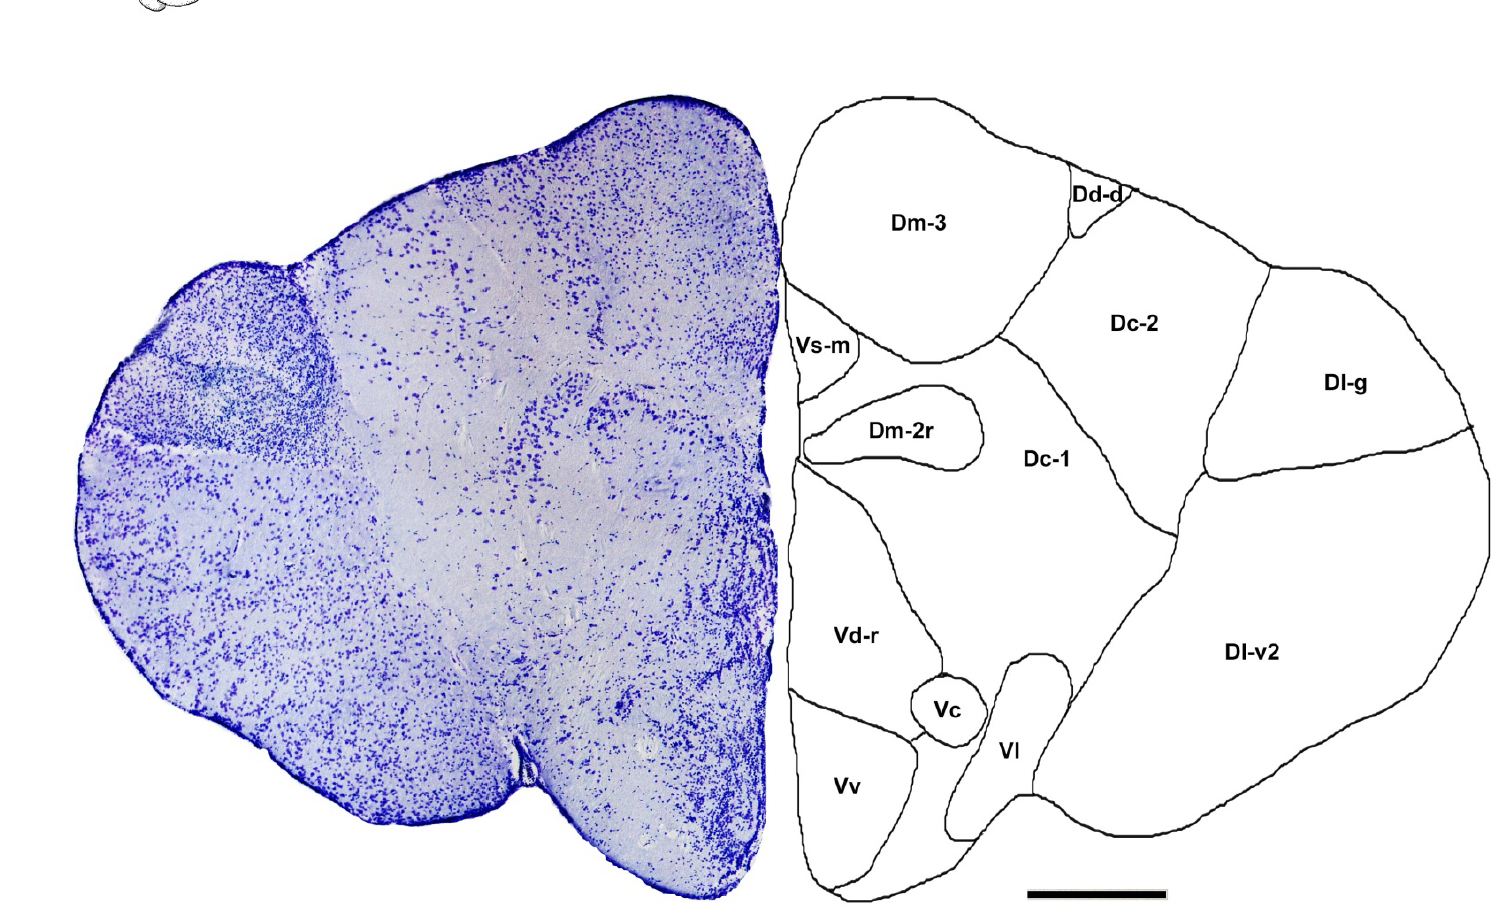 Dd-d
Dm-3
Dc-2
Vs-m
Dl-g
Dm-2r
Dc-1
Vd-r
Dl-v2
Vc
Vl
Vv